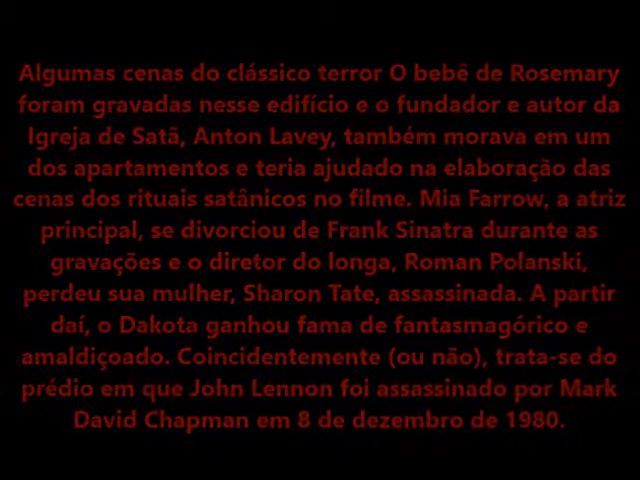 Algumas cenas do clássico terror O bebê de Rosemary
foram gravadas nesse edifício e o fundador e autor da
Igreja de Satã, Anton Lavey, também morava em um
dos apartamentos e teria ajudado na elaboração das
cenas dos rituais satânicos no filme. Mia Farrow, a atriz
principal, se divorciou de Frank Sinatra durante as
gravações e o diretor do longa, Roman Polanski,
perdeu sua mulher, Sharon Tate, assassinada. A partir
daí, o Dakota ganhou fama de fantasmagórico e
amaldiçoado. Coincidentemente (ou não), trata-se do
prédio em que John Lennon foi assassinado por Mark
David Chapman em 8 de dezembro de 1980.